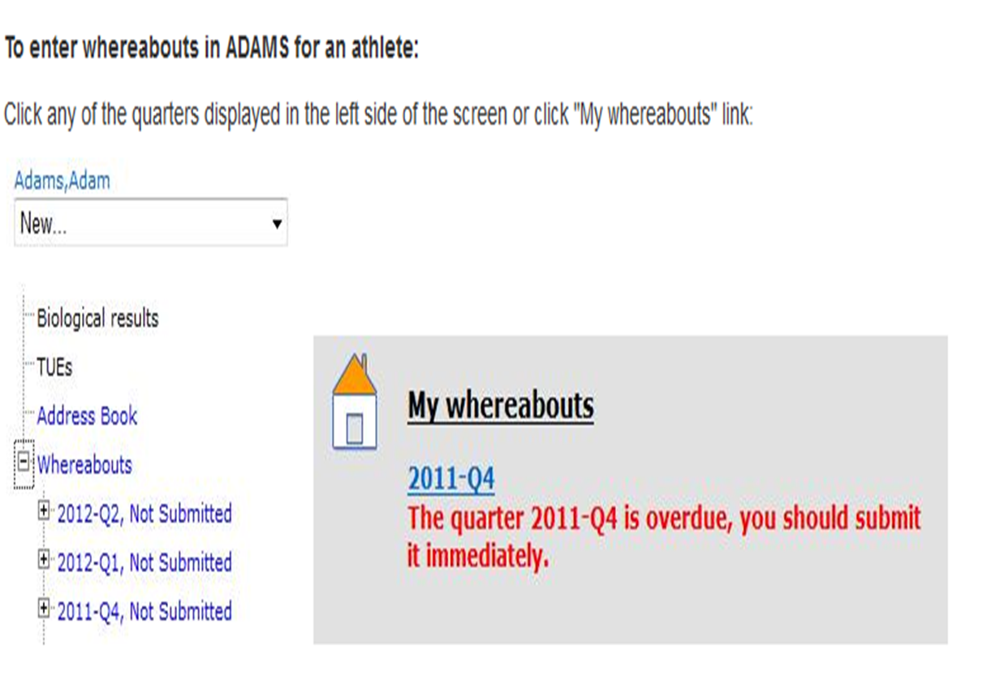 To enter whereabouts in ADAMS for an athlete:
Click any of the quarters displayed in the left side of the screen or click "My whereabouts" link:
Adams,Adam
New...
Biological results
TUEs
Address Book
Whereabouts
2012-Q2, Not Submitted
2012-Q1, Not Submitted
2011-Q4, Not Submitted
My whereabouts
2011-Q4
The quarter 2011-Q4 is overdue, you should submit
it immediately.